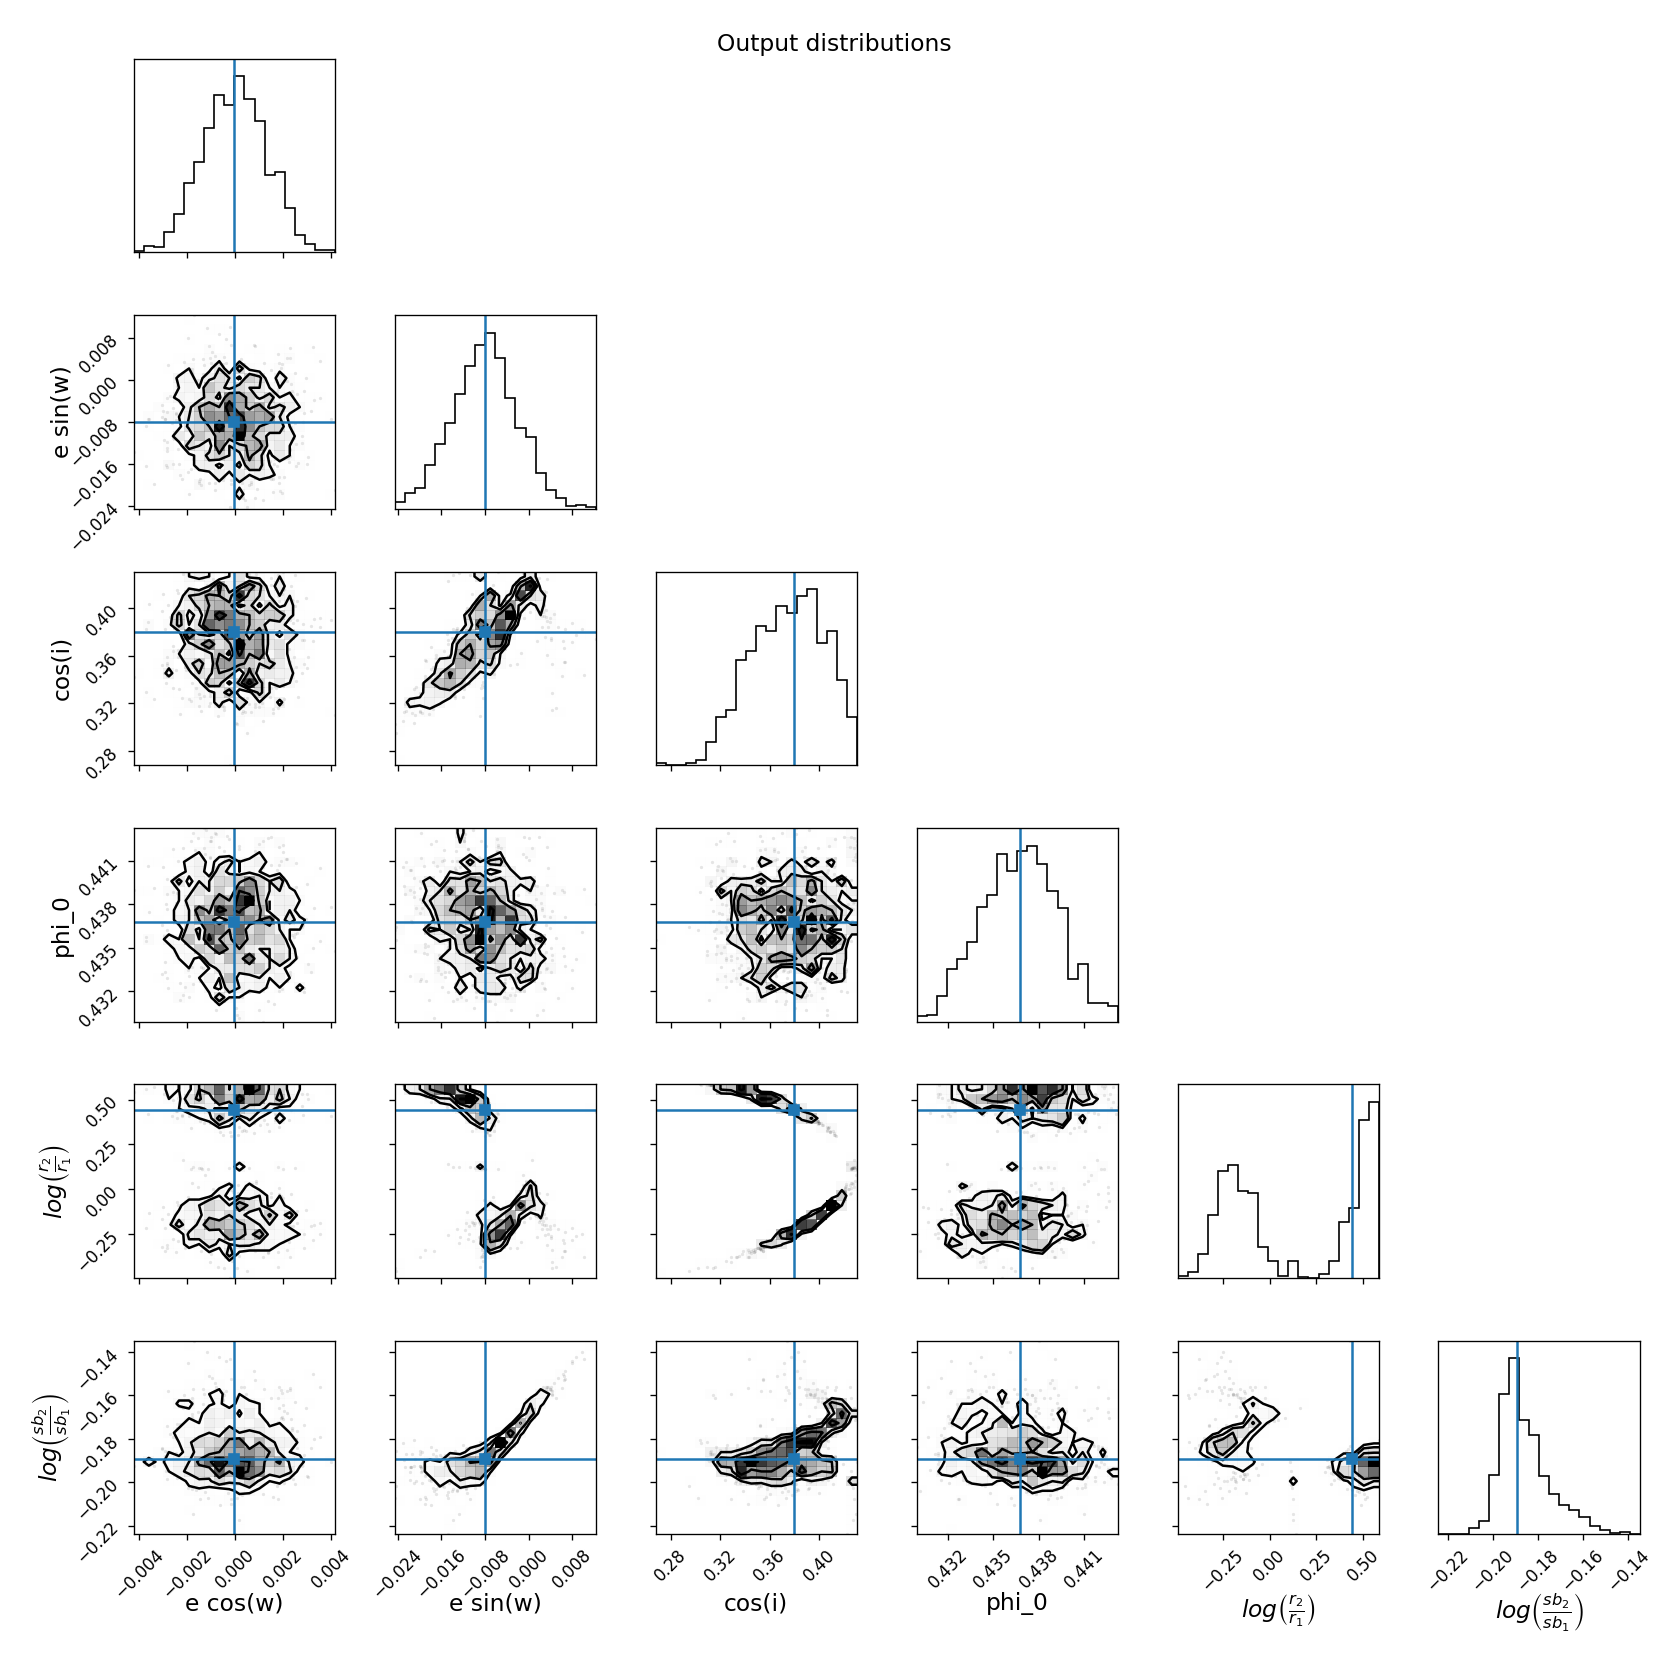 Output distributions
e sin(w)
0.008
0.000
−0.008
−0.016
−0.024
cos(i)
0.40
0.36
0.32
0.28
phi_0
0.441
0.438
0.435
0.432
log(r₂/r₁)
0.50
0.25
0.00
−0.25
log(sb₂/sb₁)
−0.14
−0.16
−0.18
−0.20
−0.22
−0.004 −0.002 0.000 0.002 0.004
−0.024 −0.016 −0.008 0.000 0.008
0.28 0.32 0.36 0.40
0.432 0.435 0.438 0.441
−0.25 0.00 0.25 0.50
−0.22 −0.20 −0.18 −0.16 −0.14
e cos(w)
e sin(w)
cos(i)
phi_0
log(r₂/r₁)
log(sb₂/sb₁)